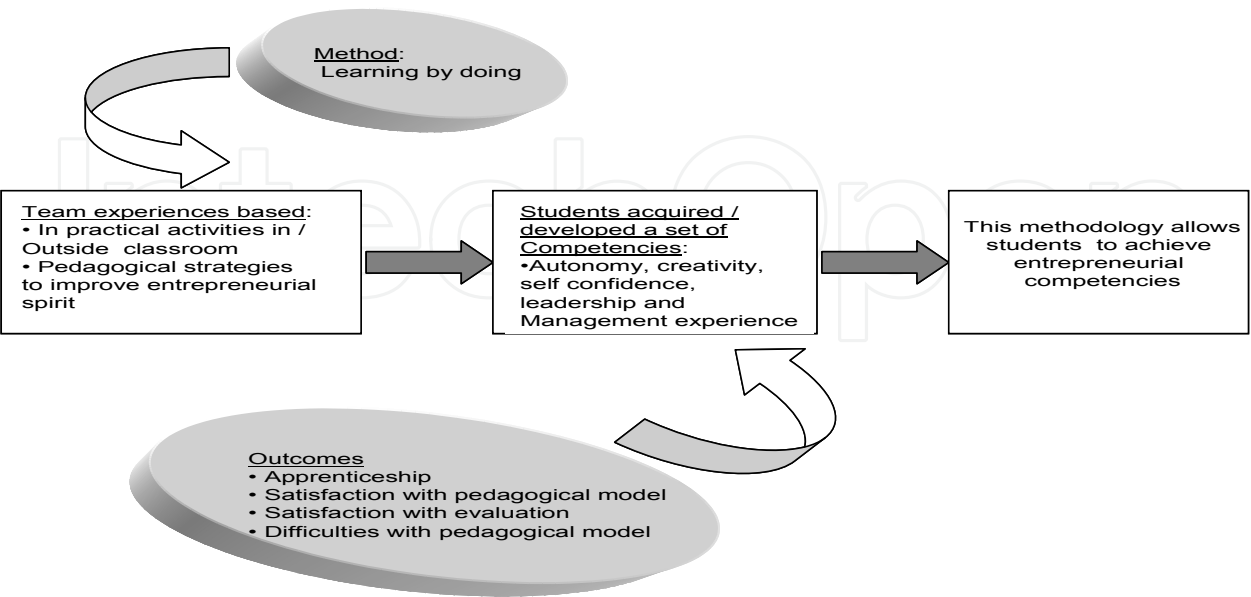 Method:
Learning by doing
Team experiences based:
• In practical activities in /
Outside classroom
• Pedagogical strategies
to improve entrepreneurial
spirit
Students acquired /
developed a set of
Competencies:
•Autonomy, creativity,
self confidence,
leadership and
Management experience
This methodology allows
students to achieve
entrepreneurial
competencies
Outcomes
• Apprenticeship
• Satisfaction with pedagogical model
• Satisfaction with evaluation
• Difficulties with pedagogical model
IntechOpen